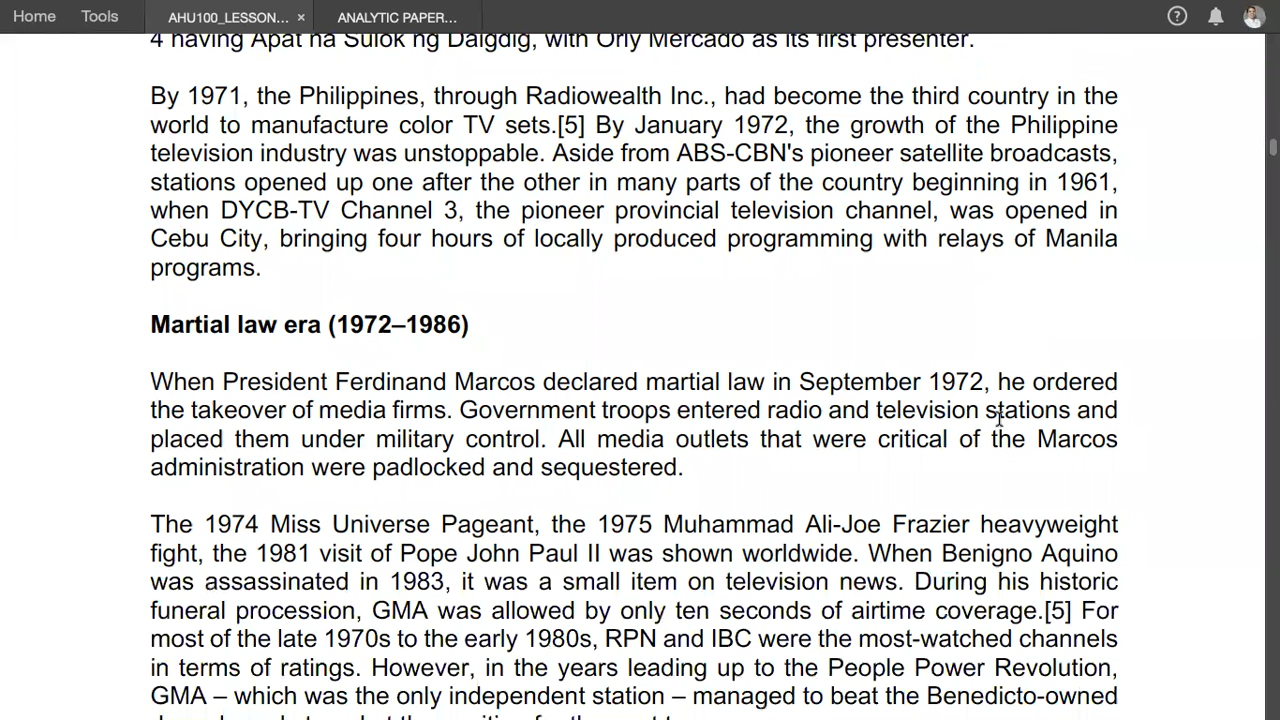 Home Tools AHU100_LESSON... × ANALYTIC PAPER...
4 having Apat na Sulok ng Daigdig, with Orly Mercado as its first presenter.
By 1971, the Philippines, through Radiowealth Inc., had become the third country in the
world to manufacture color TV sets.[5] By January 1972, the growth of the Philippine
television industry was unstoppable. Aside from ABS-CBN's pioneer satellite broadcasts,
stations opened up one after the other in many parts of the country beginning in 1961,
when DYCB-TV Channel 3, the pioneer provincial television channel, was opened in
Cebu City, bringing four hours of locally produced programming with relays of Manila
programs.
Martial law era (1972–1986)
When President Ferdinand Marcos declared martial law in September 1972, he ordered
the takeover of media firms. Government troops entered radio and television stations and
placed them under military control. All media outlets that were critical of the Marcos
administration were padlocked and sequestered.
The 1974 Miss Universe Pageant, the 1975 Muhammad Ali-Joe Frazier heavyweight
fight, the 1981 visit of Pope John Paul II was shown worldwide. When Benigno Aquino
was assassinated in 1983, it was a small item on television news. During his historic
funeral procession, GMA was allowed by only ten seconds of airtime coverage.[5] For
most of the late 1970s to the early 1980s, RPN and IBC were the most-watched channels
in terms of ratings. However, in the years leading up to the People Power Revolution,
GMA – which was the only independent station – managed to beat the Benedicto-owned